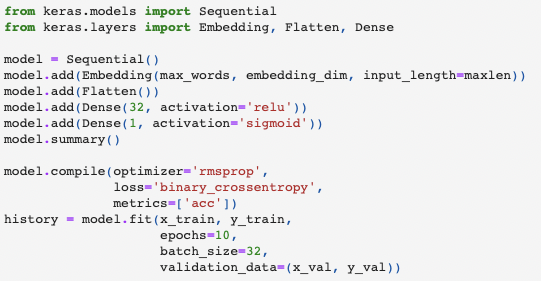 from keras.models import Sequential
from keras.layers import Embedding, Flatten, Dense

model = Sequential()
model.add(Embedding(max_words, embedding_dim, input_length=maxlen))
model.add(Flatten())
model.add(Dense(32, activation='relu'))
model.add(Dense(1, activation='sigmoid'))
model.summary()

model.compile(optimizer='rmsprop',
              loss='binary_crossentropy',
              metrics=['acc'])
history = model.fit(x_train, y_train,
                    epochs=10,
                    batch_size=32,
                    validation_data=(x_val, y_val))